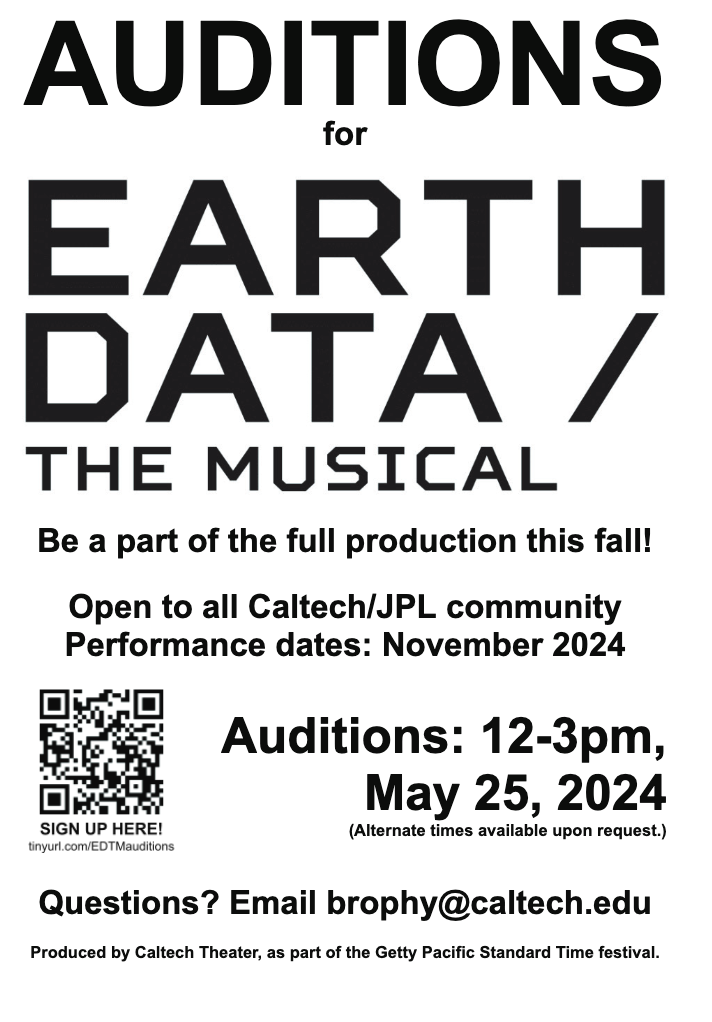 AUDITIONS
for
EARTH
DATA /
THE MUSICAL
Be a part of the full production this fall!
Open to all Caltech/JPL community
Performance dates: November 2024
Auditions: 12-3pm,
May 25, 2024
(Alternate times available upon request.)
SIGN UP HERE!
tinyurl.com/EDTMauditions
Questions? Email brophy@caltech.edu
Produced by Caltech Theater, as part of the Getty Pacific Standard Time festival.